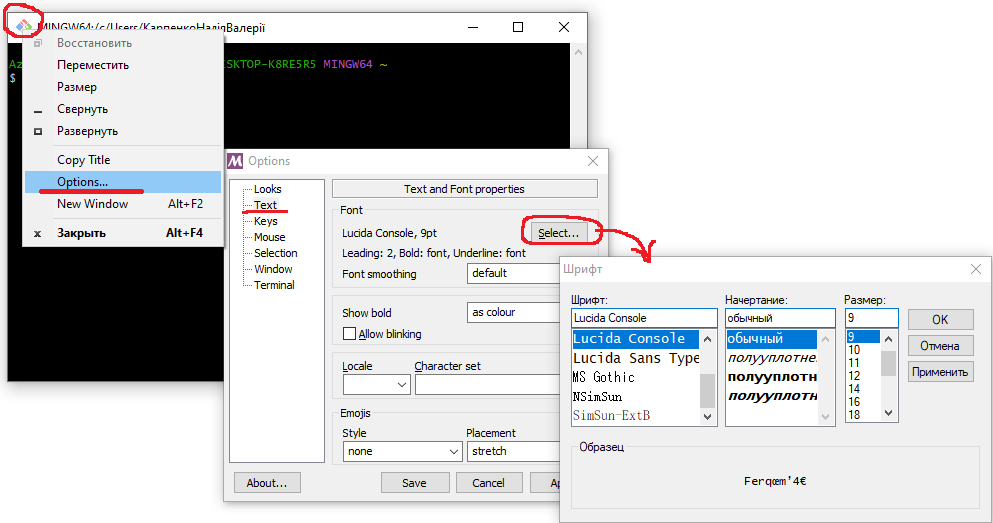 MINGW64:/c/Users/КарпенкоНадіяВалерії
Az
SKTOP-K8RE5R5 MINGW64 ~
$
Восстановить
Переместить
Размер
Свернуть
Развернуть
Copy Title
Options...
New Window Alt+F2
x Закрыть Alt+F4
M Options
Looks
Text
Keys
Mouse
Selection
Window
Terminal
Text and Font properties
Font
Lucida Console, 9pt
Select...
Leading: 2, Bold: font, Underline: font
Font smoothing
default
Show bold
as colour
Allow blinking
Locale
Character set
Emojis
Style
Placement
none
stretch
About...
Save
Cancel
Ap
Шрифт
Шрифт:
Lucida Console
Lucida Console
Lucida Sans Type
MS Gothic
NSimSun
SimSun-ExtB
Начертание:
обычный
обычный
полууплотне
полууплотн
полууплотн
Размер:
9
9
10
11
12
14
16
18
OK
Отмена
Применить
Образец
Ferqœm'4€